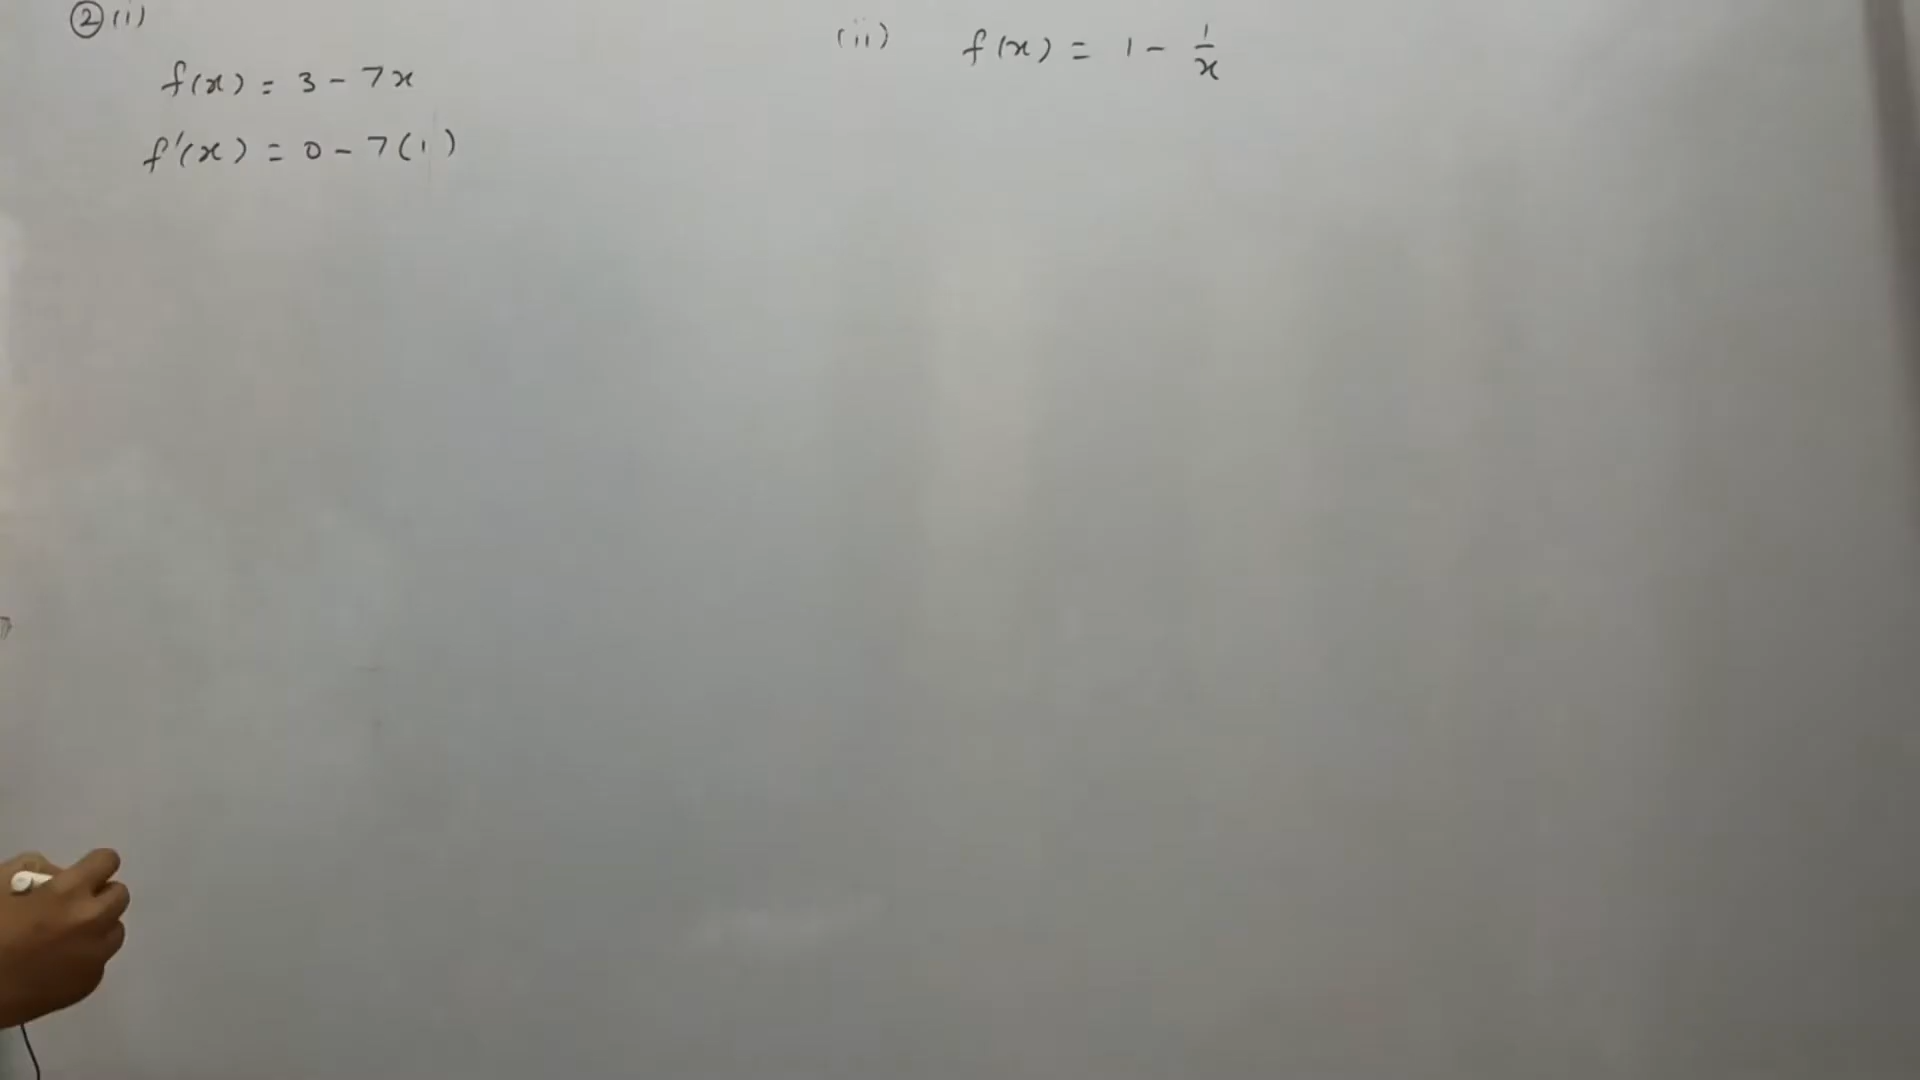 ② (i)
f(x) = 3 - 7x
f'(x) = 0 - 7(1)
(ii) f(x) = 1 - 1/x